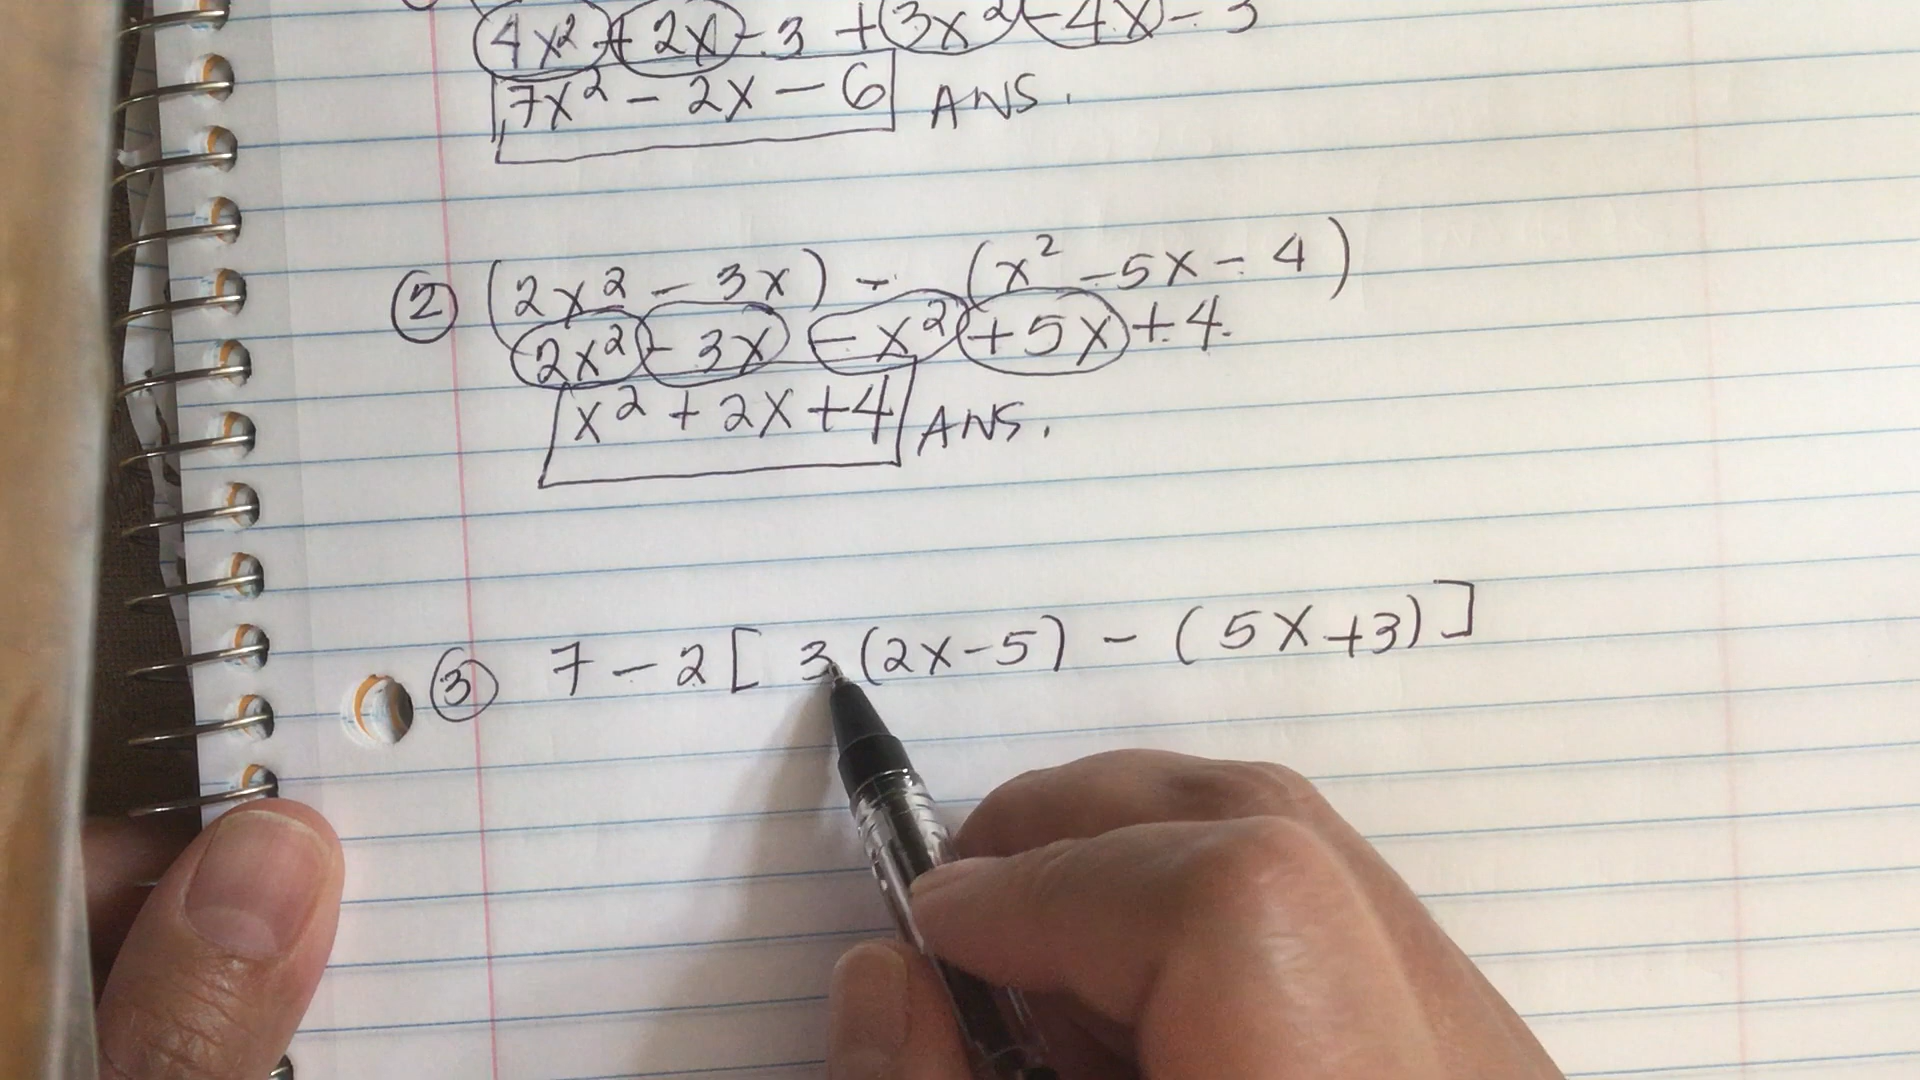 4x² + 2x - 3 + 3x² - 4x - 3
7x² - 2x - 6 ANS.
② (2x² - 3x) - (x² - 5x - 4)
2x² - 3x - x² + 5x + 4
x² + 2x + 4 ANS.
③ 7 - 2[3(2x - 5) - (5x + 3)]